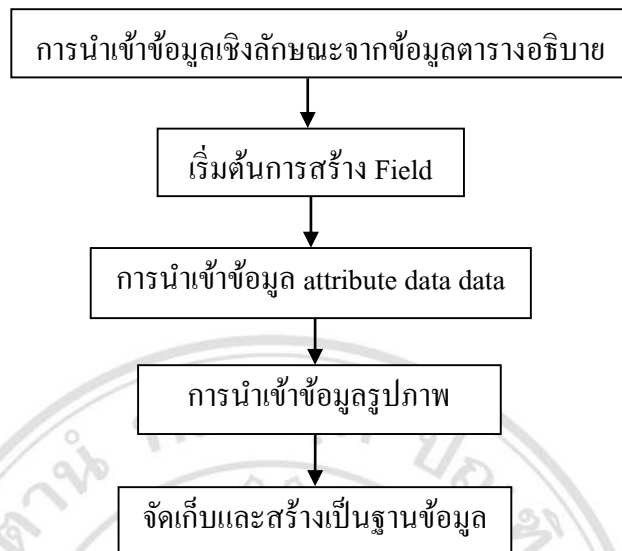 การนำเข้าข้อมูลเชิงลักษณะจากข้อมูลตารางอธิบาย
เริ่มต้นการสร้าง Field
การนำเข้าข้อมูล attribute data data
การนำเข้าข้อมูลรูปภาพ
จัดเก็บและสร้างเป็นฐานข้อมูล